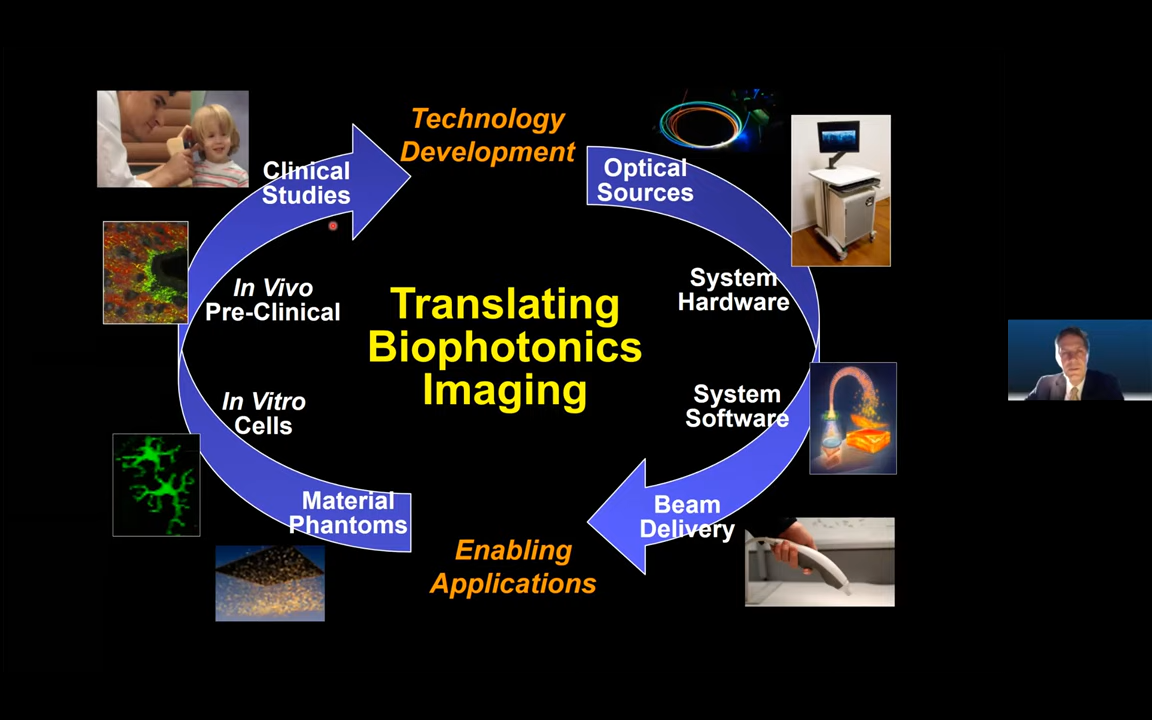 Technology
Development
Clinical
Studies
Optical
Sources
In Vivo
Pre-Clinical
System
Hardware
Translating
Biophotonics
Imaging
In Vitro
Cells
System
Software
Material
Phantoms
Beam
Delivery
Enabling
Applications